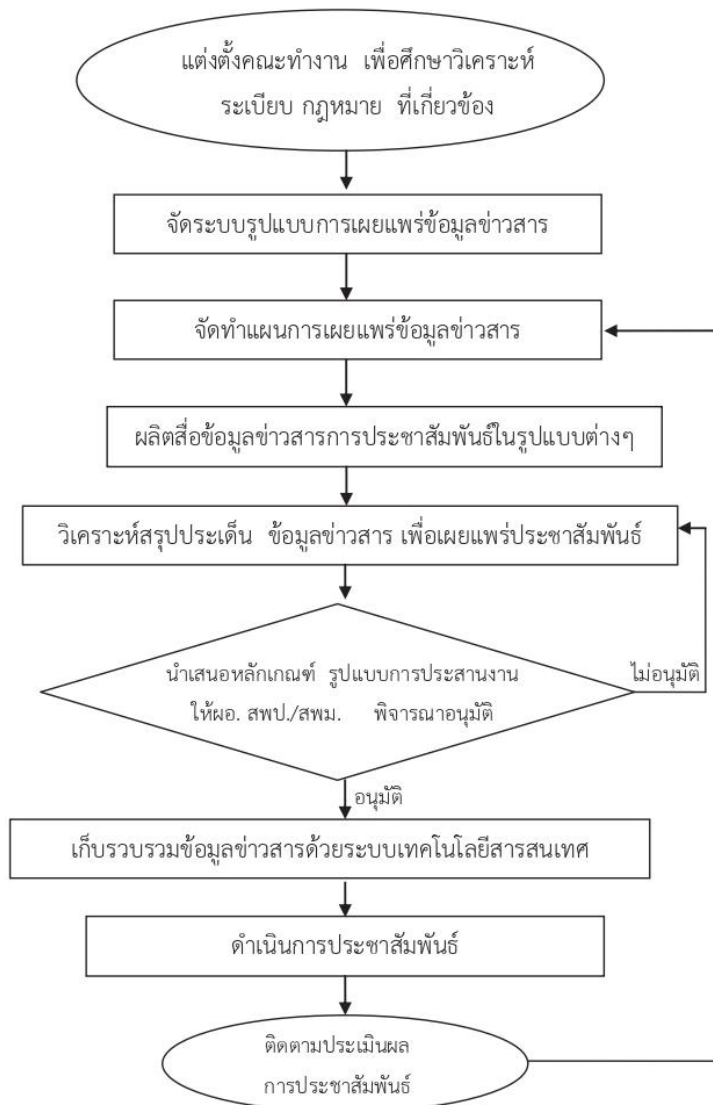 แต่งตั้งคณะทำงาน เพื่อศึกษาวิเคราะห์
ระเบียบ กฎหมาย ที่เกี่ยวข้อง
จัดระบบรูปแบบการเผยแพร่ข้อมูลข่าวสาร
จัดทำแผนการเผยแพร่ข้อมูลข่าวสาร
ผลิตสื่อข้อมูลข่าวสารการประชาสัมพันธ์ในรูปแบบต่างๆ
วิเคราะห์สรุปประเด็น ข้อมูลข่าวสาร เพื่อเผยแพร่ประชาสัมพันธ์
นำเสนอหลักเกณฑ์ รูปแบบการประสานงาน
ให้ผอ. สพป./สพม. พิจารณาอนุมัติ
ไม่อนุมัติ
อนุมัติ
เก็บรวบรวมข้อมูลข่าวสารด้วยระบบเทคโนโลยีสารสนเทศ
ดำเนินการประชาสัมพันธ์
ติดตามประเมินผล
การประชาสัมพันธ์